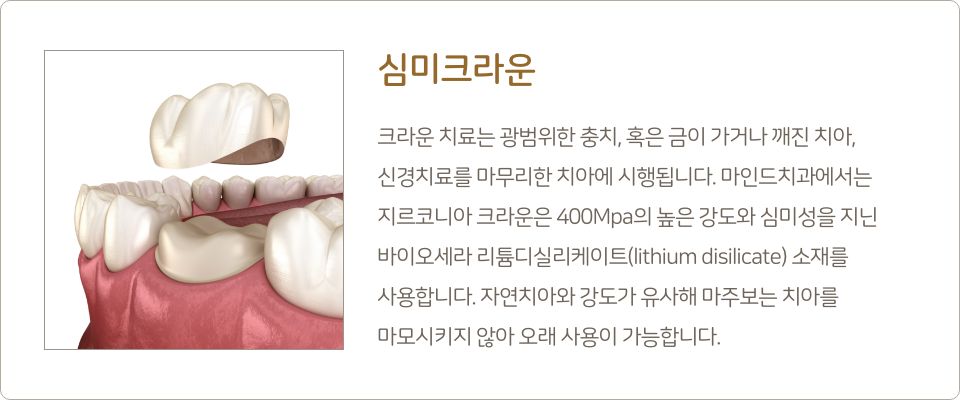 심미크라운
크라운 치료는 광범위한 충치, 혹은 금이 가거나 깨진 치아,
신경치료를 마무리한 치아에 시행됩니다. 마인드치과에서는
지르코니아 크라운은 400Mpa의 높은 강도와 심미성을 지닌
바이오세라 리튬디실리케이트(lithium disilicate) 소재를
사용합니다. 자연치아와 강도가 유사해 마주보는 치아를
마모시키지 않아 오래 사용이 가능합니다.